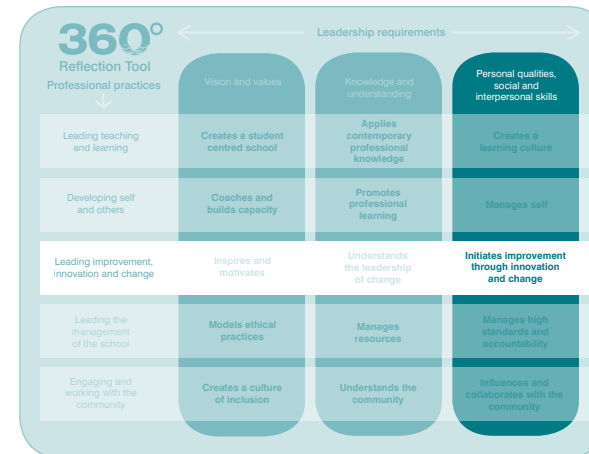 360°
Reflection Tool
Professional practices
Leadership requirements
Vision and values
Knowledge and
understanding
Personal qualities,
social and
interpersonal skills
Leading teaching
and learning
Creates a student
centred school
Applies
contemporary
professional
knowledge
Creates a
learning culture
Developing self
and others
Coaches and
builds capacity
Promotes
professional
learning
Manages self
Leading improvement,
innovation and change
Inspires and
motivates
Understands
the leadership
of change
Initiates improvement
through innovation
and change
Leading the
management
of the school
Models ethical
practices
Manages
resources
Manages high
standards and
accountability
Engaging and
working with the
community
Creates a culture
of inclusion
Understands the
community
Influences and
collaborates with the
community